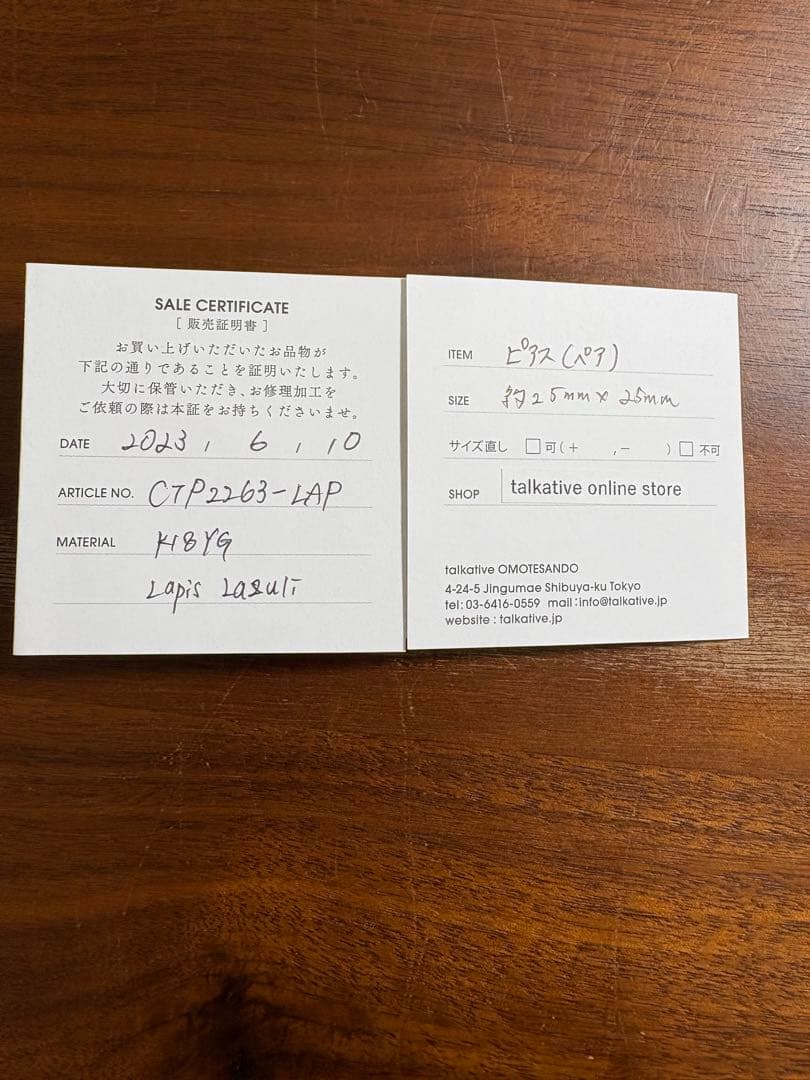 SALE CERTIFICATE
[ 販売証明書 ]
お買い上げいただいたお品物が
下記の通りであることを証明いたします。
大切に保管いただき、お修理加工を
ご依頼の際は本証をお持ちくださいませ。
DATE 2023, 6, 10
ARTICLE NO. CTP2263-LAP
MATERIAL K18YG
Lapis Lazuli
ITEM ピアス(ペア)
SIZE 約25mm×25mm
サイズ直し □可(+ ,− ) □不可
SHOP talkative online store
talkative OMOTESANDO
4-24-5 Jingumae Shibuya-ku Tokyo
tel:03-6416-0559 mail:info@talkative.jp
website : talkative.jp